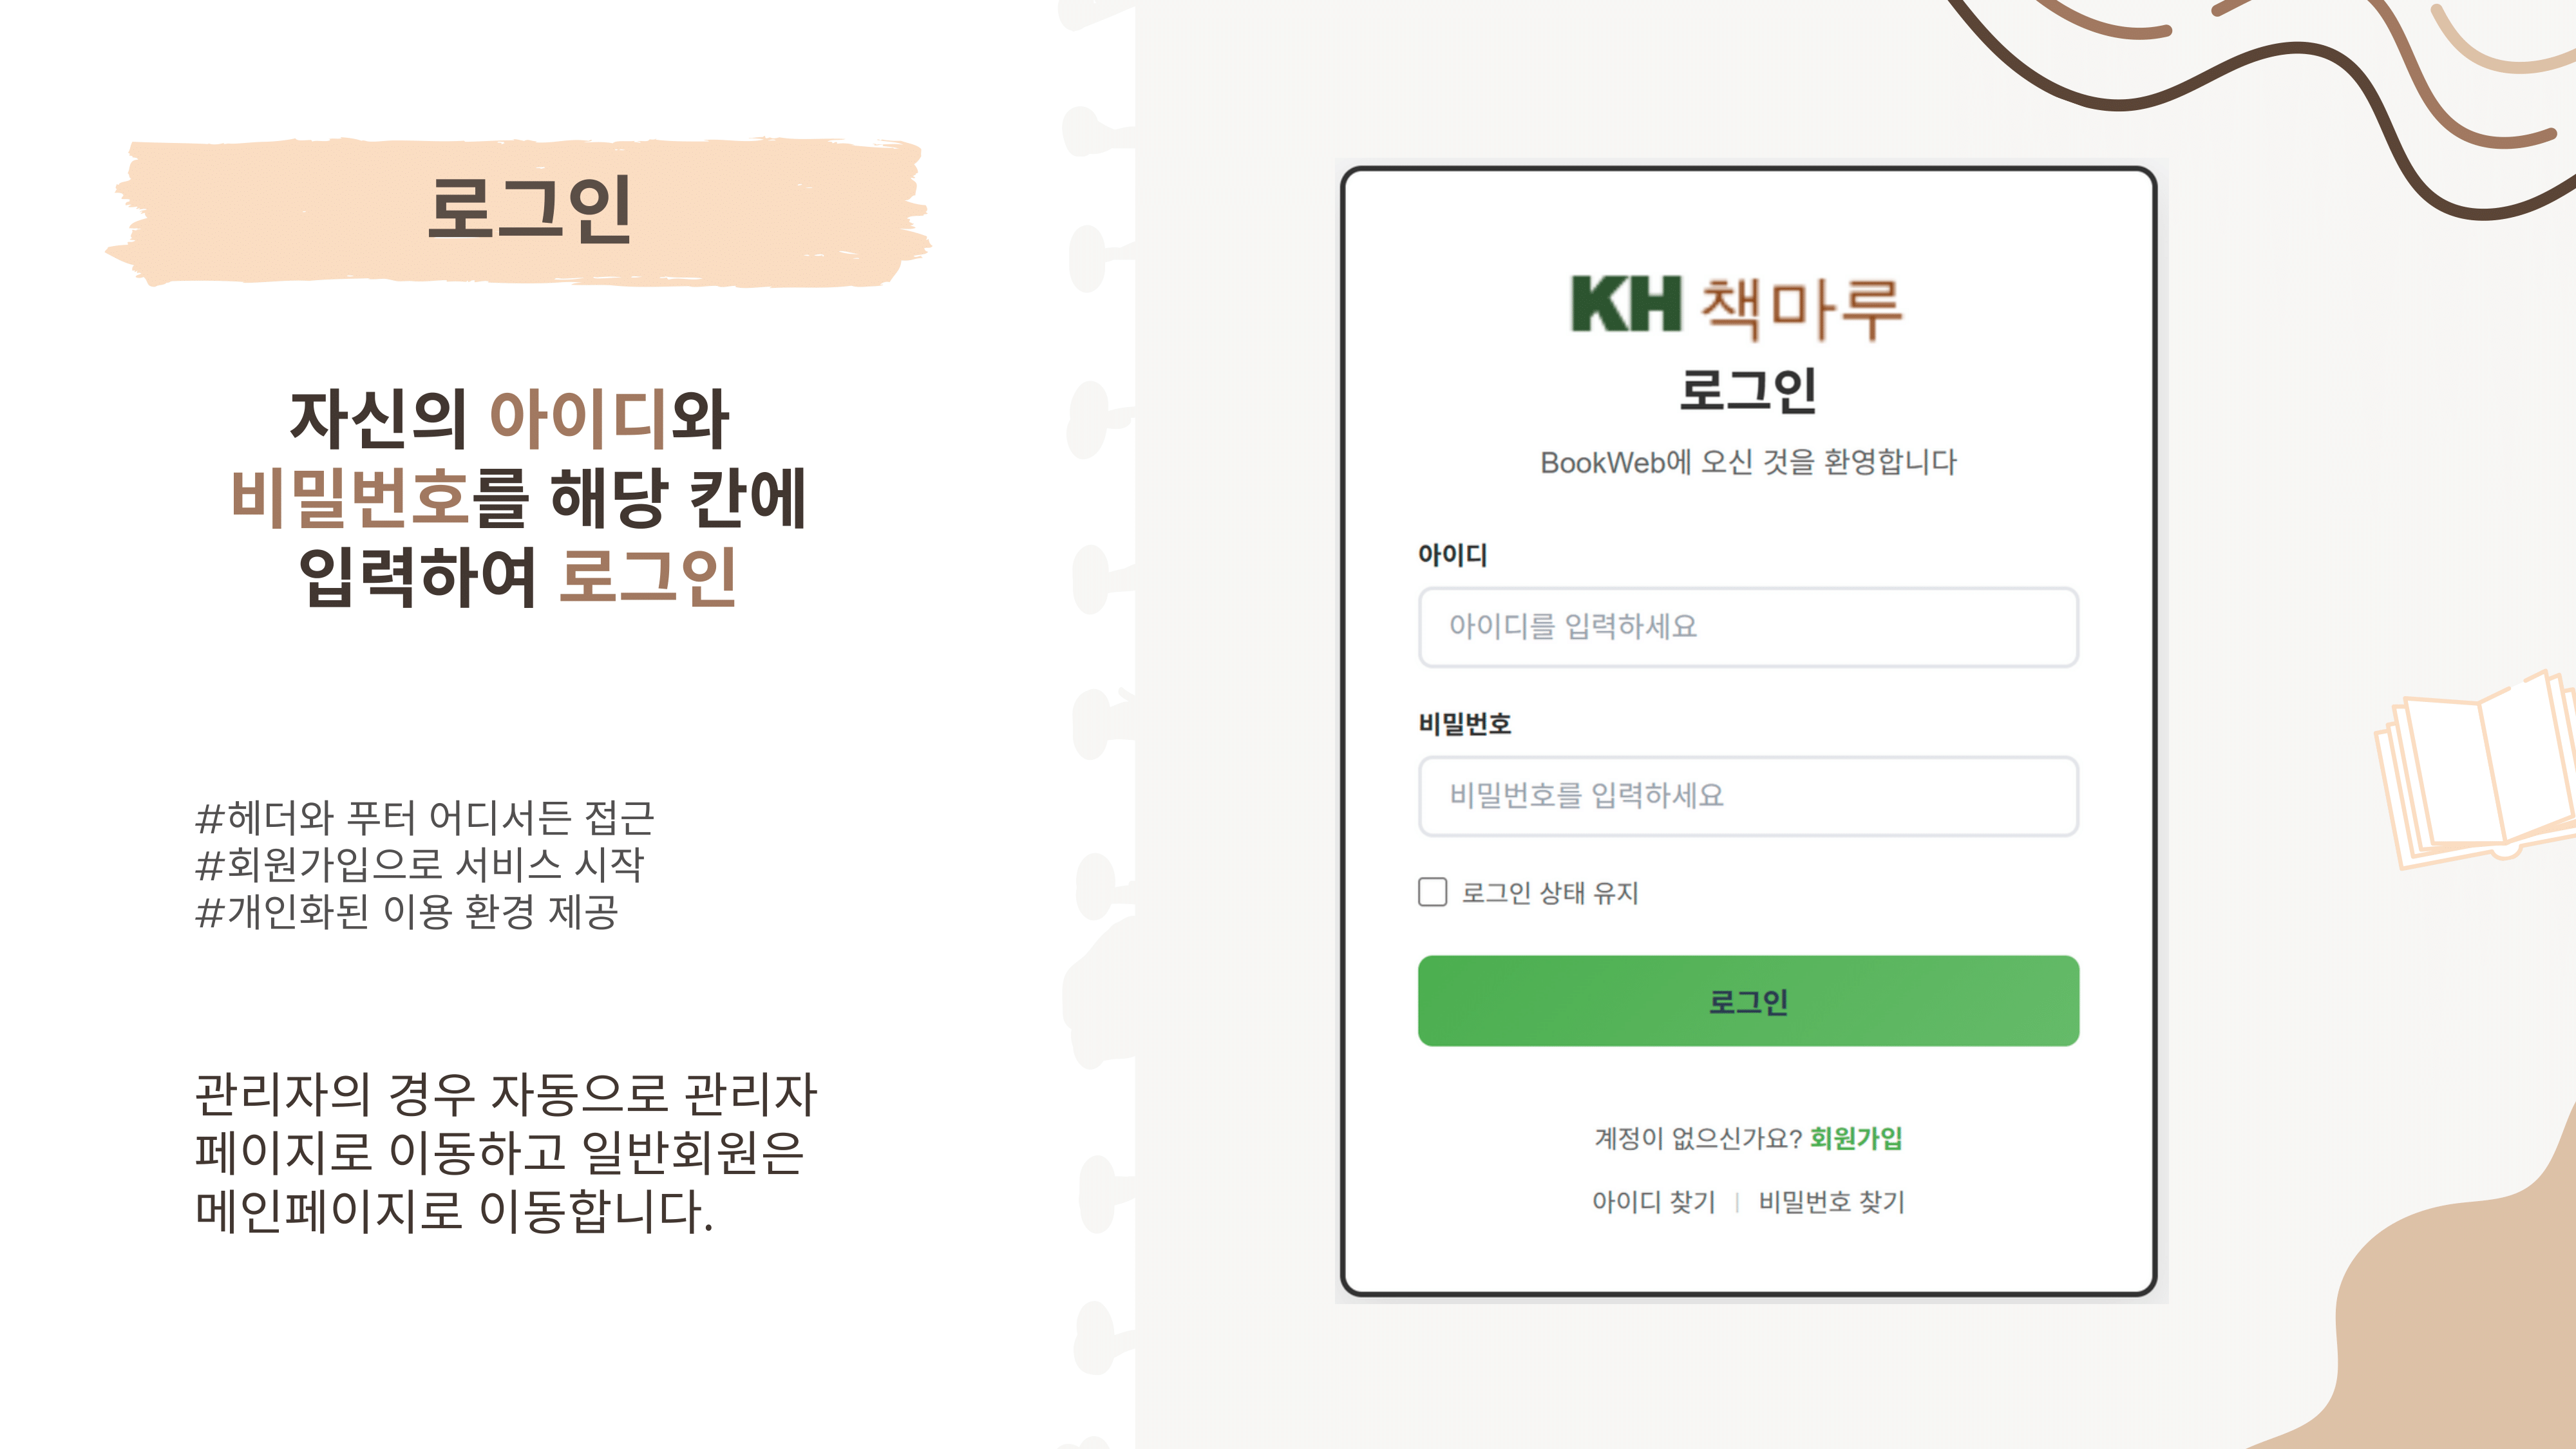 로그인
자신의 아이디와
비밀번호를 해당 칸에
입력하여 로그인
#헤더와 푸터 어디서든 접근
#회원가입으로 서비스 시작
#개인화된 이용 환경 제공
관리자의 경우 자동으로 관리자
페이지로 이동하고 일반회원은
메인페이지로 이동합니다.
KH 책마루
로그인
BookWeb에 오신 것을 환영합니다
아이디
아이디를 입력하세요
비밀번호
비밀번호를 입력하세요
로그인 상태 유지
로그인
계정이 없으신가요? 회원가입
아이디 찾기 | 비밀번호 찾기